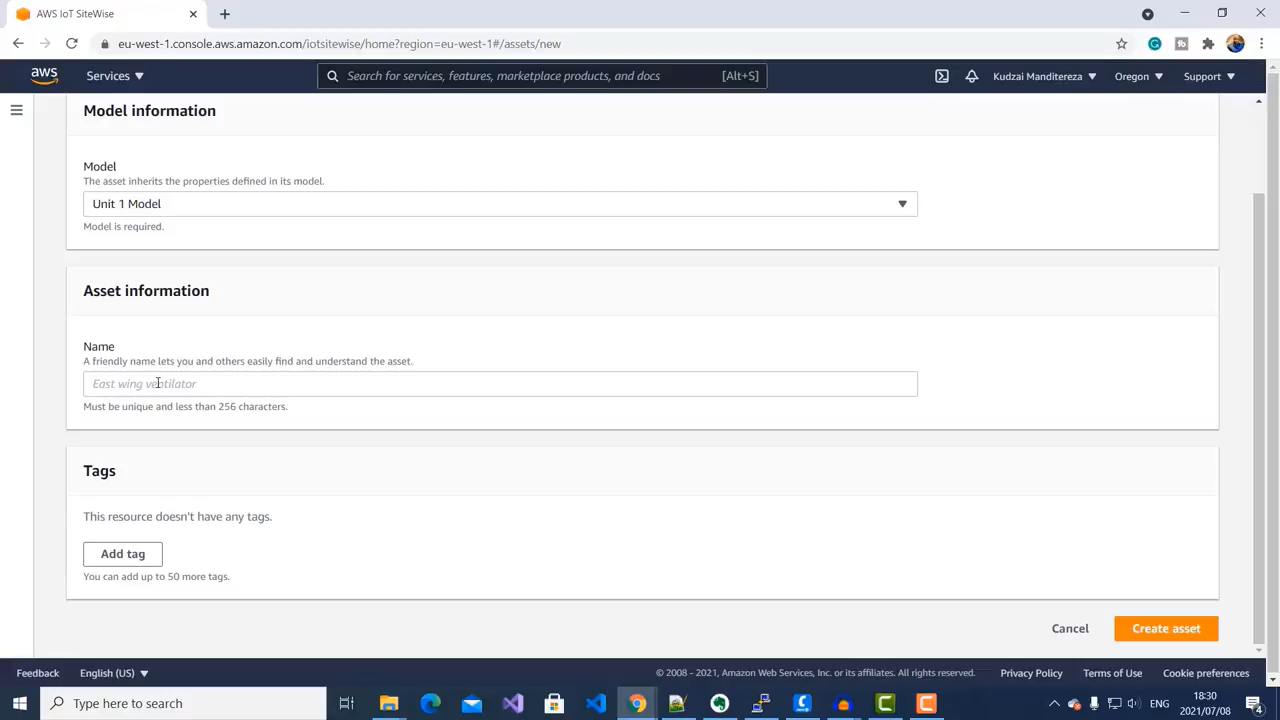 AWS IoT SiteWise
eu-west-1.console.aws.amazon.com/iotsitewise/home?region=eu-west-1#/assets/new
aws
Services
Search for services, features, marketplace products, and docs [Alt+S]
Kudzai Manditereza
Oregon
Support
Model information
Model
The asset inherits the properties defined in its model.
Unit 1 Model
Model is required.
Asset information
Name
A friendly name lets you and others easily find and understand the asset.
East wing ventilator
Must be unique and less than 256 characters.
Tags
This resource doesn't have any tags.
Add tag
You can add up to 50 more tags.
Cancel
Create asset
Feedback
English (US)
© 2008 - 2021, Amazon Web Services, Inc. or its affiliates. All rights reserved.
Privacy Policy
Terms of Use
Cookie preferences
Type here to search
ENG
18:30
2021/07/08
4